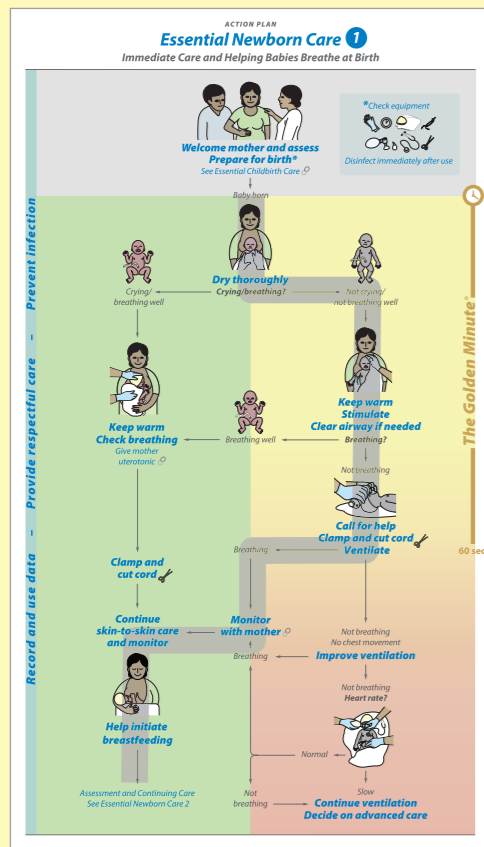 ACTION PLAN
Essential Newborn Care 1
Immediate Care and Helping Babies Breathe at Birth
Welcome mother and assess
Prepare for birth*
See Essential Childbirth Care
*Check equipment
Disinfect immediately after use
Baby born
Dry thoroughly
Crying/breathing?
Crying/
breathing well
Not crying/
not breathing well
Keep warm
Check breathing
Give mother
uterotonic
Breathing well
Keep warm
Stimulate
Clear airway if needed
Breathing?
Not breathing
Call for help
Clamp and cut cord
Ventilate
Breathing
Clamp and
cut cord
Continue
skin-to-skin care
and monitor
Monitor
with mother
Not breathing
No chest movement
Breathing
Improve ventilation
Not breathing
Heart rate?
Help initiate
breastfeeding
Normal
Assessment and Continuing Care
See Essential Newborn Care 2
Not
breathing
Slow
Continue ventilation
Decide on advanced care
Record and use data – Provide respectful care – Prevent infection
The Golden Minute®
60 sec